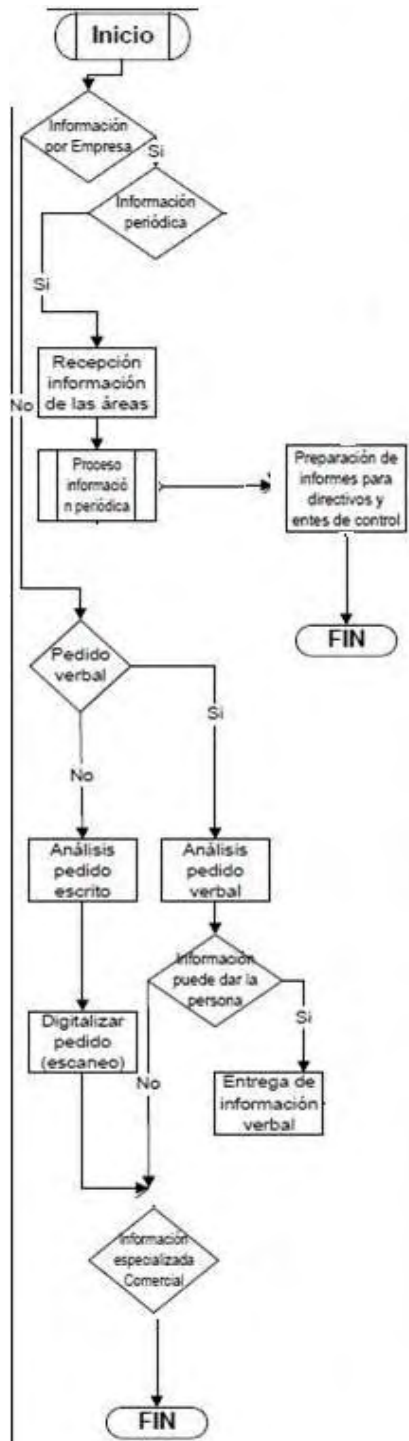 Inicio
Información
por Empresa
Si
Información
periódica
Si
Recepción
información
de las áreas
No
Proceso
informació
n periódica
Preparación de
informes para
directivos y
entes de control
FIN
Pedido
verbal
Si
No
Análisis
pedido
escrito
Análisis
pedido
verbal
Información
puede dar la
persona
Digitalizar
pedido
(escaneo)
Si
No
Entrega de
información
verbal
Información
especializada
Comercial
FIN